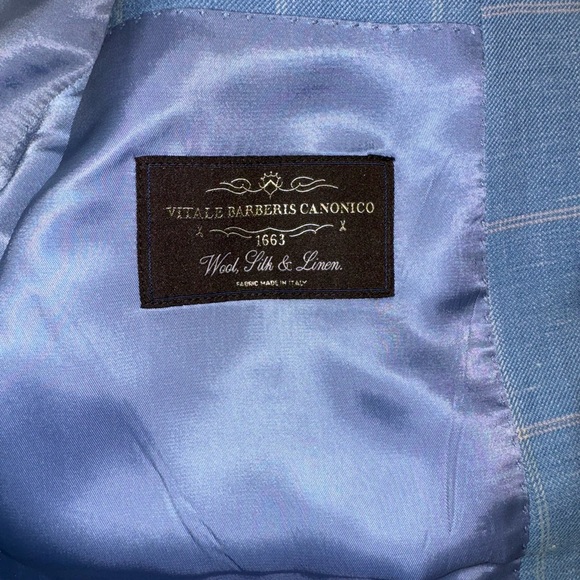 VITALE BARBERIS CANONICO
1663
Wool, Silk & Linen.
FABRIC MADE IN ITALY